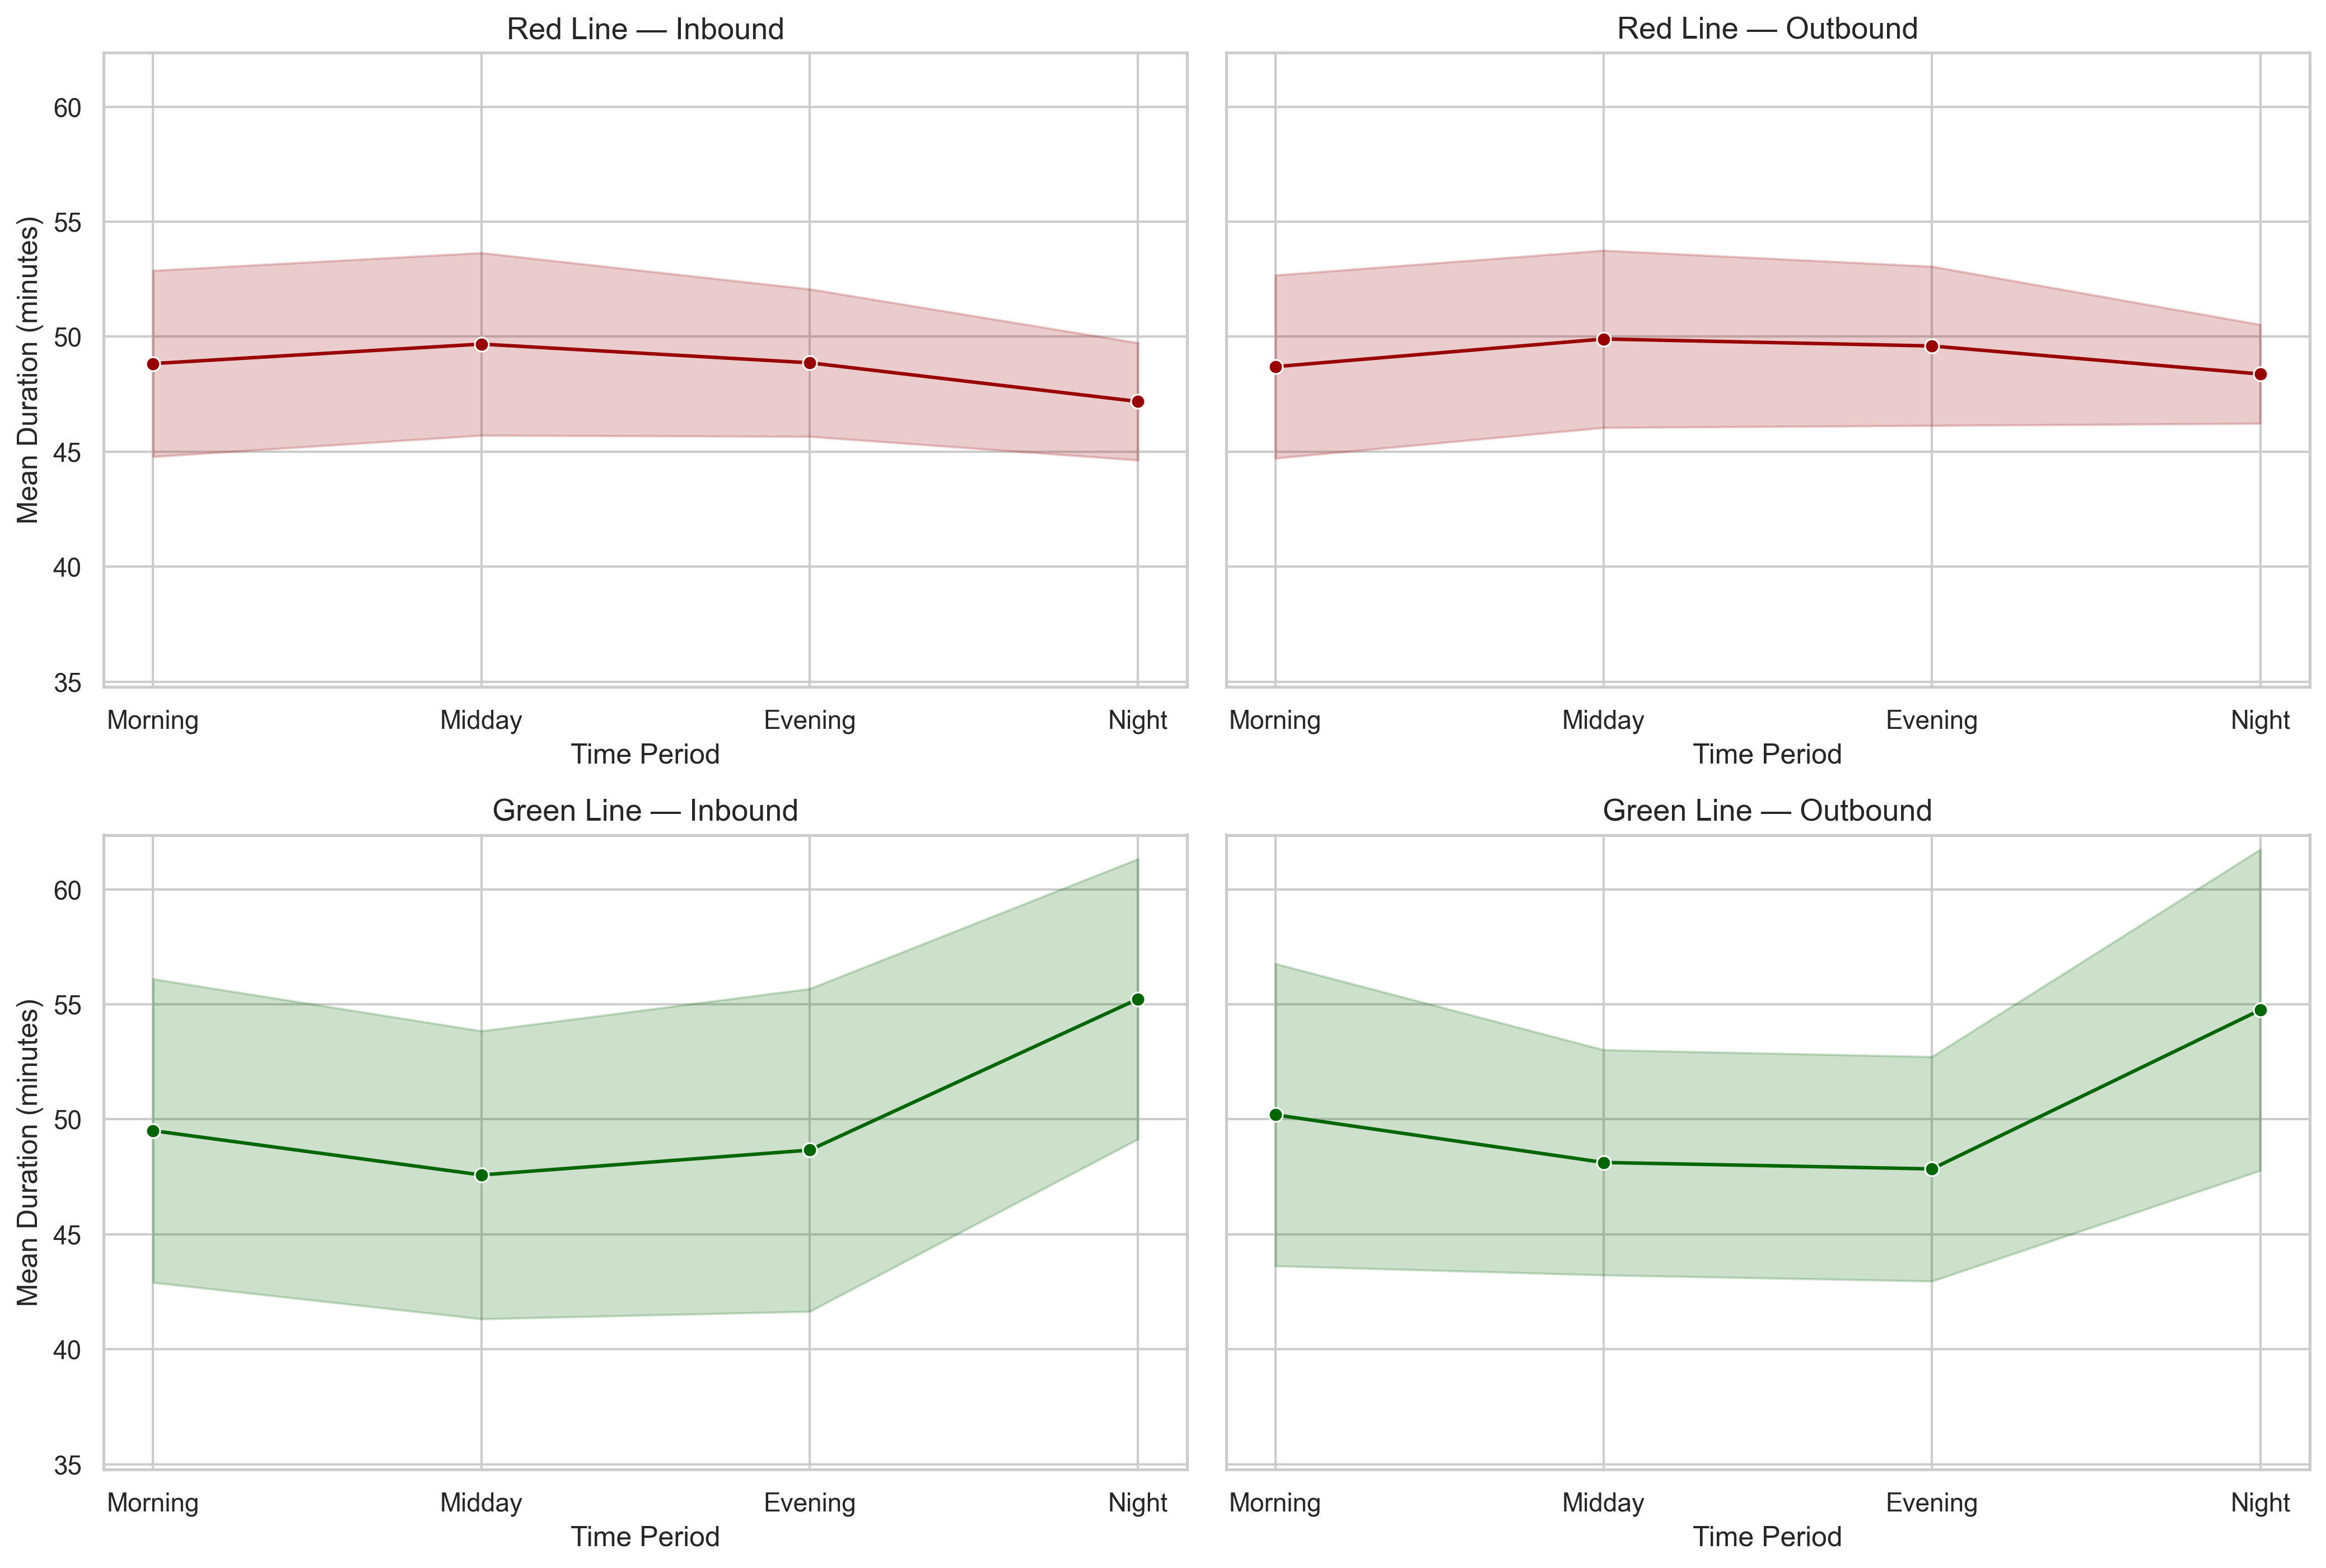 Red Line — Inbound
Red Line — Outbound
Mean Duration (minutes)
60
55
50
45
40
35
Morning Midday Evening Night
Time Period
Morning Midday Evening Night
Time Period
Green Line — Inbound
Green Line — Outbound
Mean Duration (minutes)
60
55
50
45
40
35
Morning Midday Evening Night
Time Period
Morning Midday Evening Night
Time Period